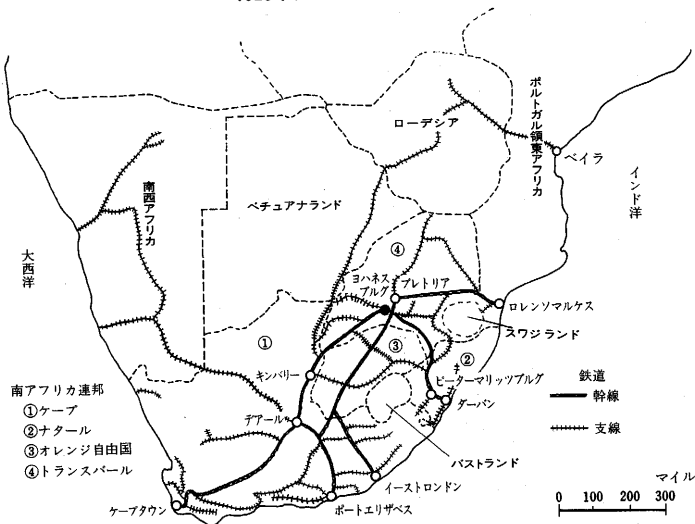 ローデシア
ポルトガル領東アフリカ
ベイラ
インド洋
南西アフリカ
ベチュアナランド
大西洋
④
ヨハネス
ブルグ
プレトリア
ロレンソマルケス
スワジランド
①
③
②
キンバリー
ピーターマリッツブルグ
ダーバン
デアール
バストランド
イーストロンドン
ポートエリザベス
ケープタウン
南アフリカ連邦
①ケープ
②ナタール
③オレンジ自由国
④トランスバール
鉄道
幹線
支線
マイル
0 100 200 300